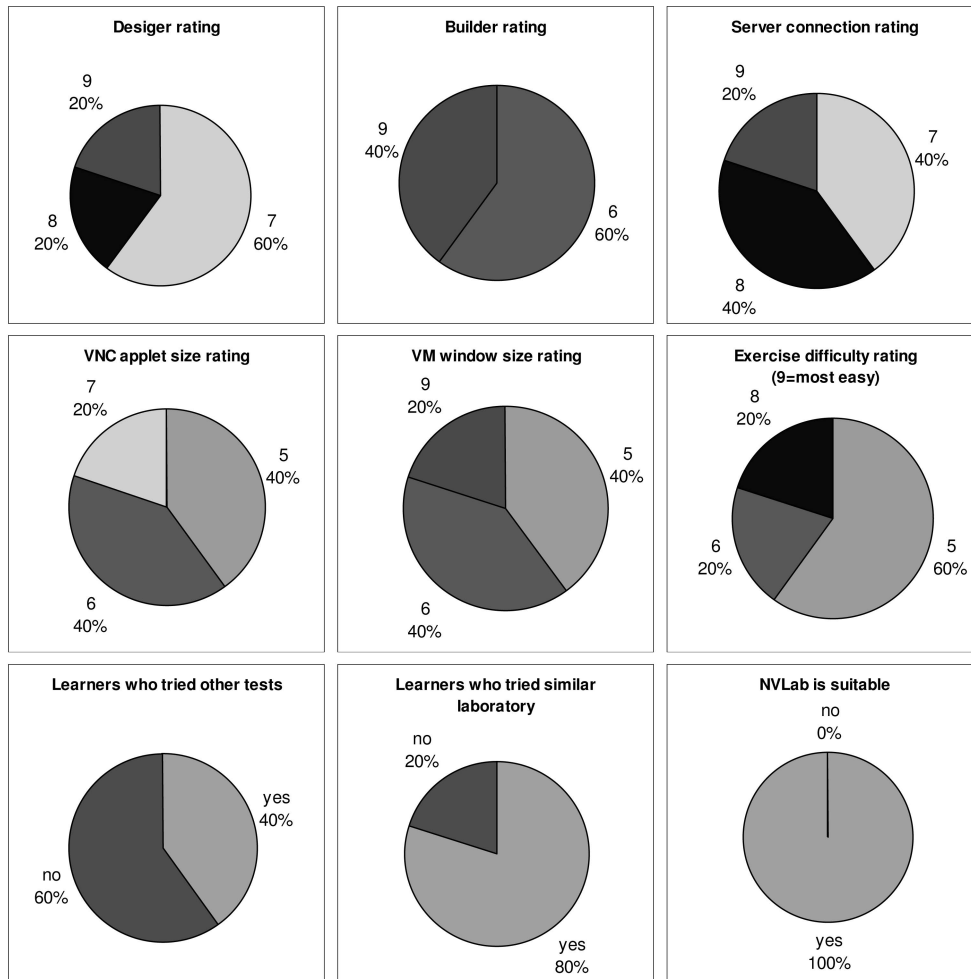 Desiger rating
9
20%
8
20%
7
60%
Builder rating
9
40%
6
60%
Server connection rating
9
20%
7
40%
8
40%
VNC applet size rating
7
20%
5
40%
6
40%
VM window size rating
9
20%
5
40%
6
40%
Exercise difficulty rating
(9=most easy)
8
20%
6
20%
5
60%
Learners who tried other tests
yes
40%
no
60%
Learners who tried similar
laboratory
no
20%
yes
80%
NVLab is suitable
no
0%
yes
100%